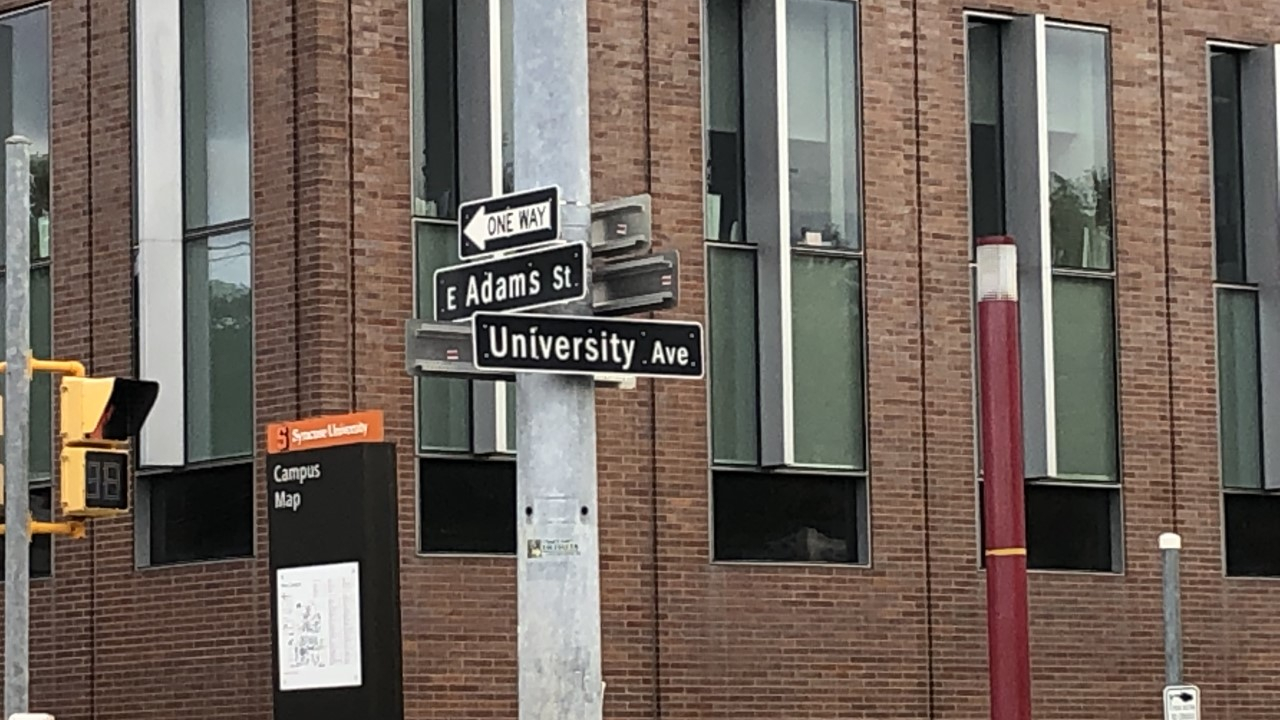 ONE WAY
E Adams St.
University Ave.
S Syracuse University
Campus
Map